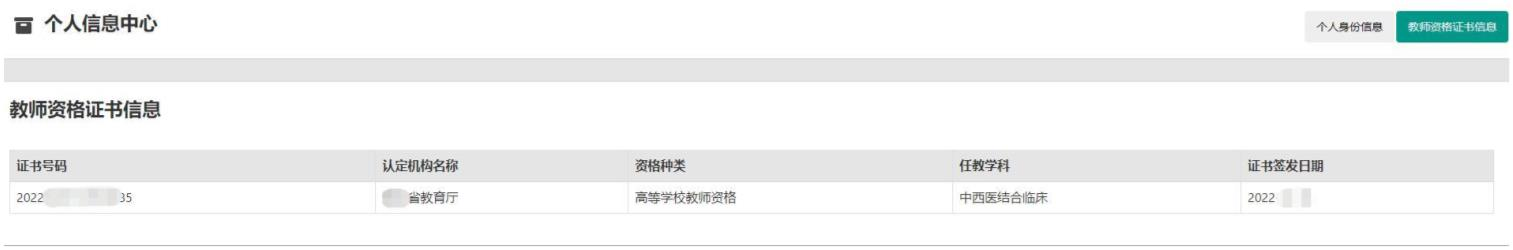 个人信息中心
个人身份信息 教师资格证书信息
教师资格证书信息
证书号码 认定机构名称 资格种类 任教学科 证书签发日期
2022 35 省教育厅 高等学校教师资格 中西医结合临床 2022